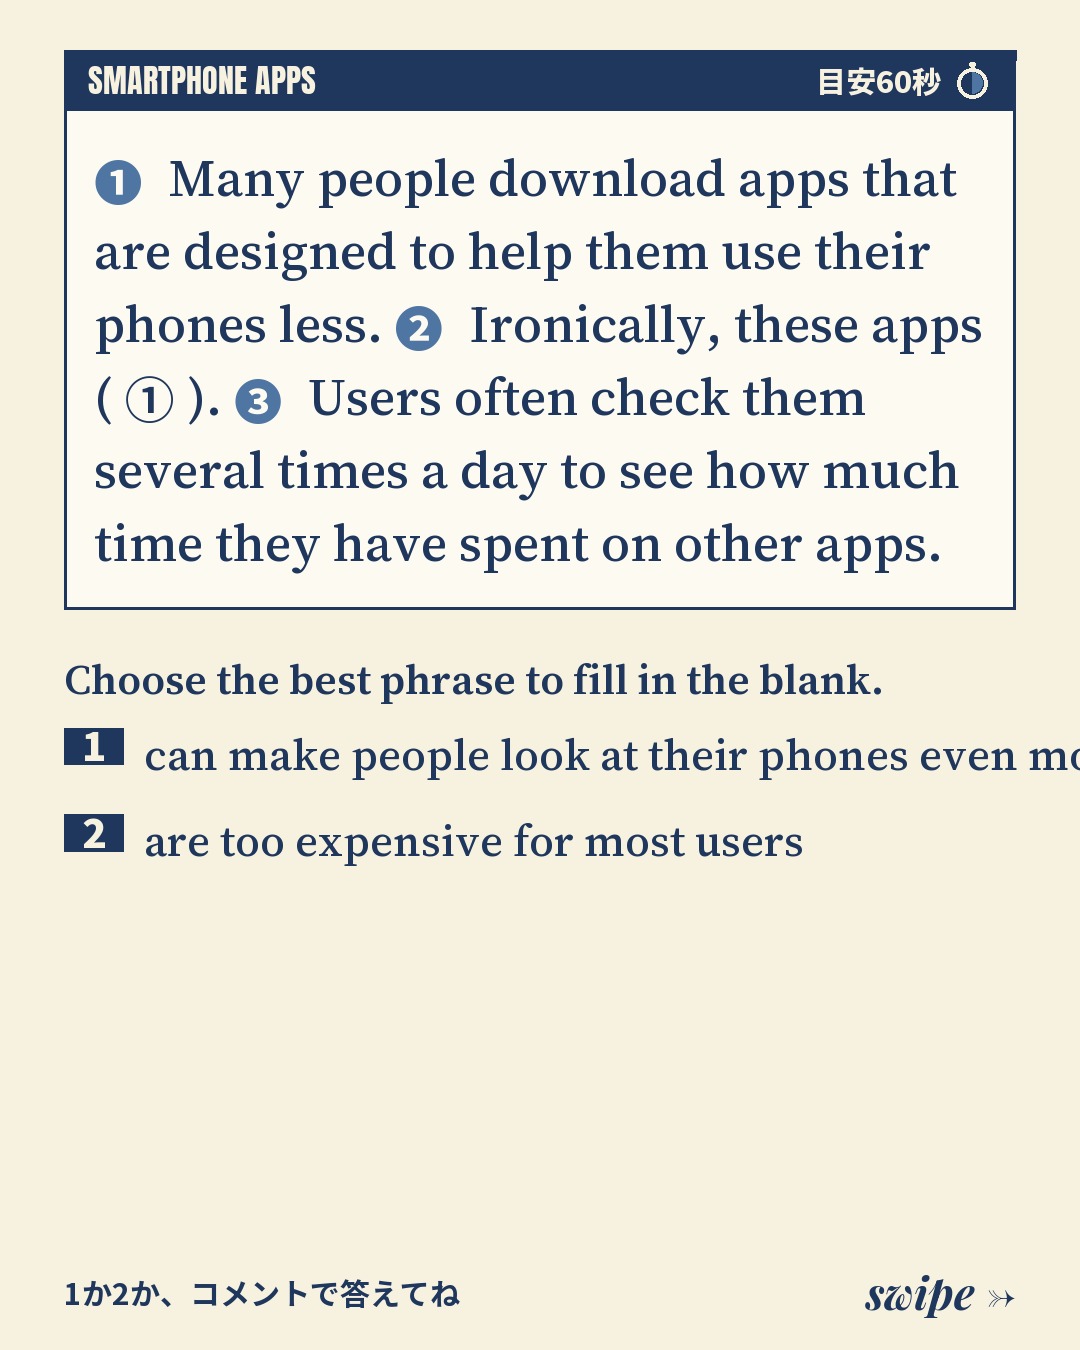 SMARTPHONE APPS 目安60秒
❶ Many people download apps that
are designed to help them use their
phones less. ❷ Ironically, these apps
( ① ). ❸ Users often check them
several times a day to see how much
time they have spent on other apps.
Choose the best phrase to fill in the blank.
1 can make people look at their phones even
2 are too expensive for most users
1か2か、コメントで答えてね
swipe